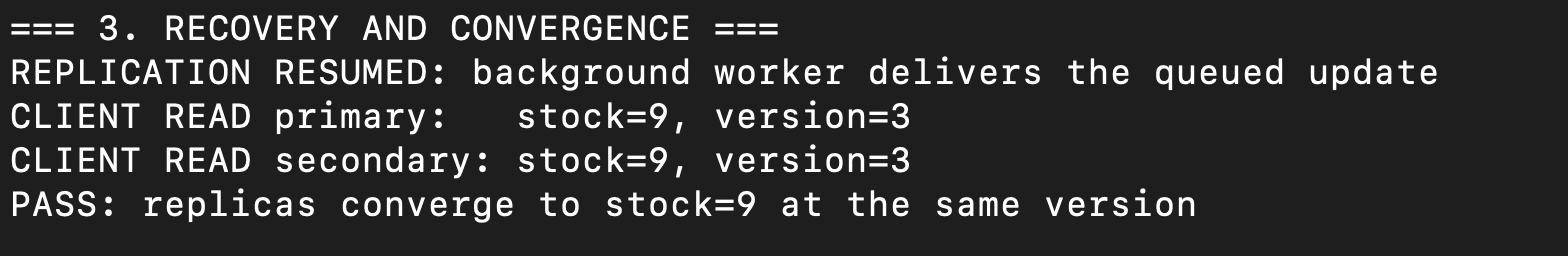 === 3. RECOVERY AND CONVERGENCE ===
REPLICATION RESUMED: background worker delivers the queued update
CLIENT READ primary:   stock=9, version=3
CLIENT READ secondary: stock=9, version=3
PASS: replicas converge to stock=9 at the same version